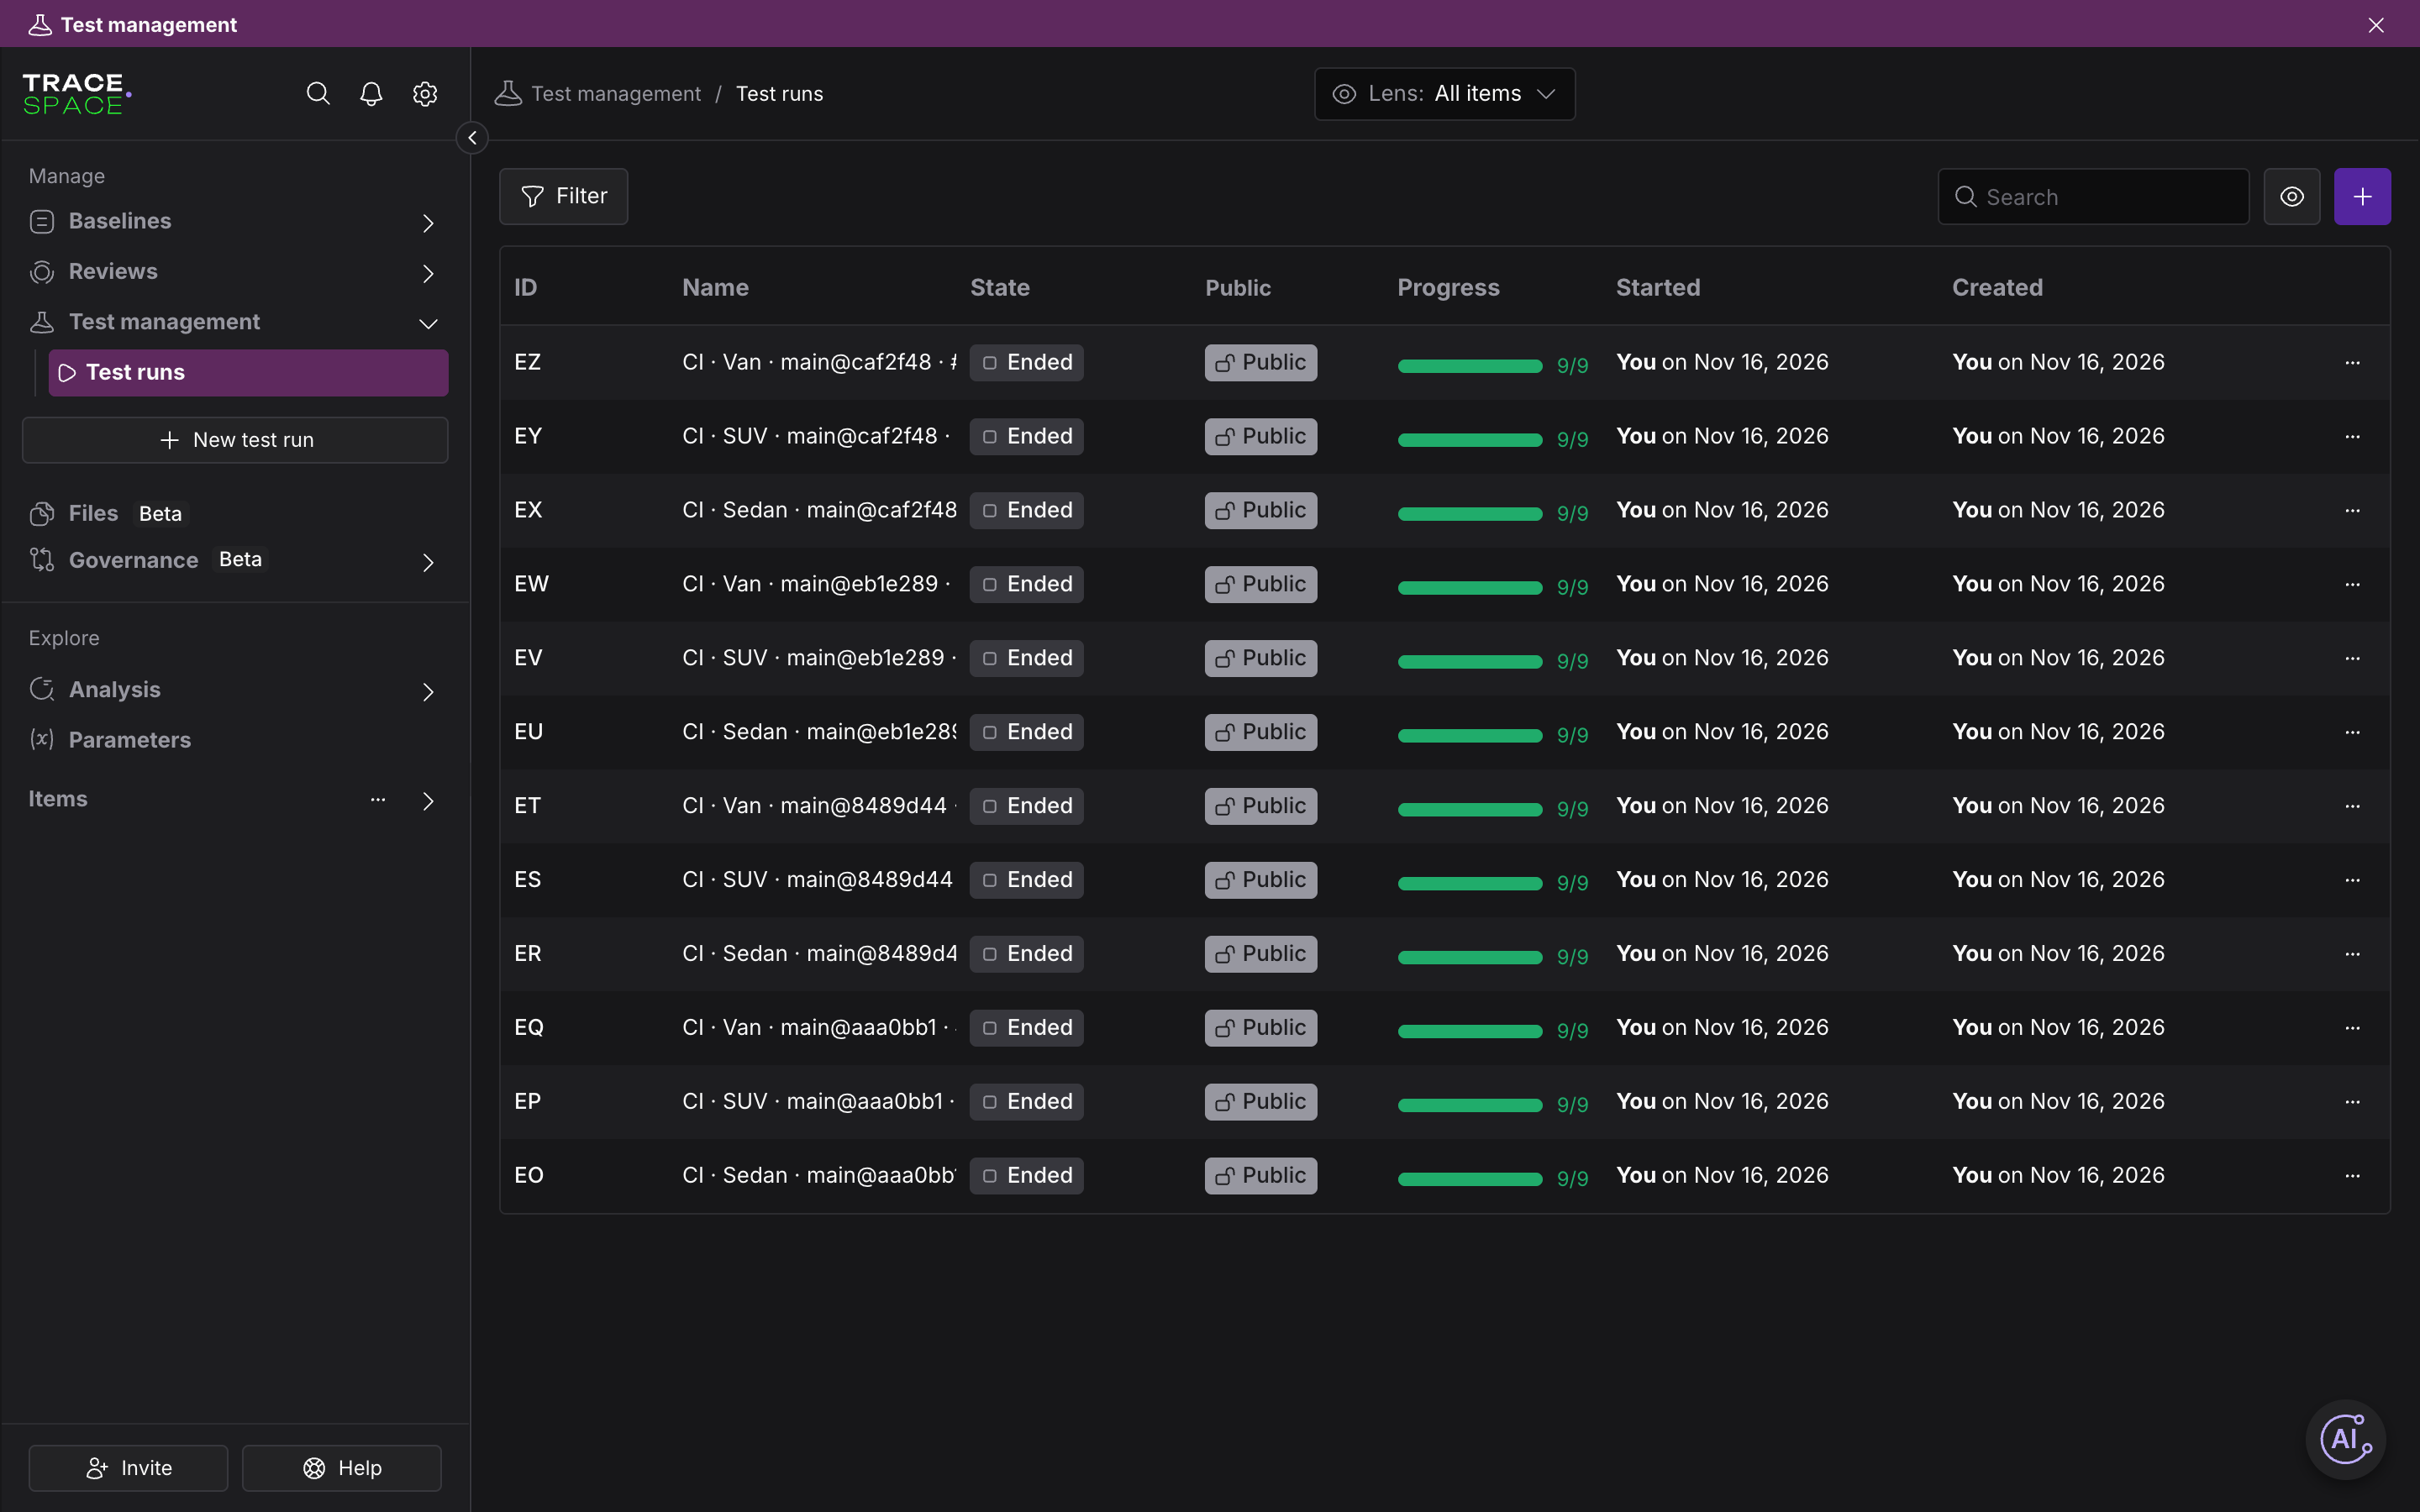 Test management
TRACE
SPACE
Test management / Test runs
Lens: All items
Manage
Baselines
Reviews
Test management
Test runs
New test run
Files Beta
Governance Beta
Explore
Analysis
Parameters
Items
Invite Help
Filter
Search
ID Name State Public Progress Started Created
EZ CI · Van · main@caf2f48 · Ended Public 9/9 You on Nov 16, 2026 You on Nov 16, 2026
EY CI · SUV · main@caf2f48 · Ended Public 9/9 You on Nov 16, 2026 You on Nov 16, 2026
EX CI · Sedan · main@caf2f48 Ended Public 9/9 You on Nov 16, 2026 You on Nov 16, 2026
EW CI · Van · main@eb1e289 · Ended Public 9/9 You on Nov 16, 2026 You on Nov 16, 2026
EV CI · SUV · main@eb1e289 · Ended Public 9/9 You on Nov 16, 2026 You on Nov 16, 2026
EU CI · Sedan · main@eb1e289 Ended Public 9/9 You on Nov 16, 2026 You on Nov 16, 2026
ET CI · Van · main@8489d44 · Ended Public 9/9 You on Nov 16, 2026 You on Nov 16, 2026
ES CI · SUV · main@8489d44 Ended Public 9/9 You on Nov 16, 2026 You on Nov 16, 2026
ER CI · Sedan · main@8489d4 Ended Public 9/9 You on Nov 16, 2026 You on Nov 16, 2026
EQ CI · Van · main@aaa0bb1 · Ended Public 9/9 You on Nov 16, 2026 You on Nov 16, 2026
EP CI · SUV · main@aaa0bb1 · Ended Public 9/9 You on Nov 16, 2026 You on Nov 16, 2026
EO CI · Sedan · main@aaa0bb Ended Public 9/9 You on Nov 16, 2026 You on Nov 16, 2026
AI